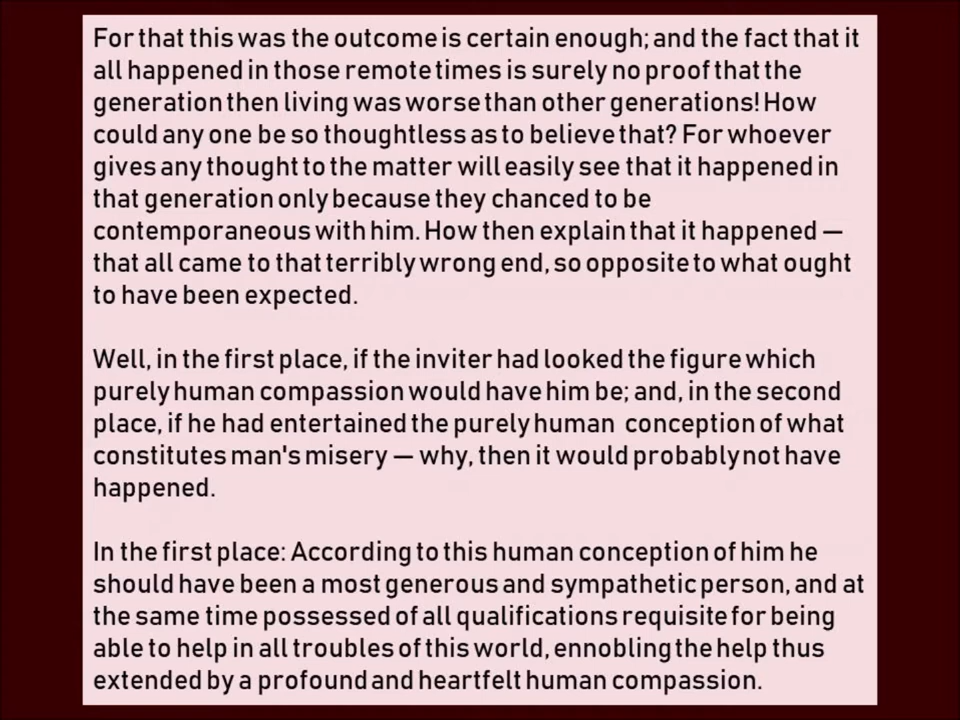 For that this was the outcome is certain enough; and the fact that it
all happened in those remote times is surely no proof that the
generation then living was worse than other generations! How
could any one be so thoughtless as to believe that? For whoever
gives any thought to the matter will easily see that it happened in
that generation only because they chanced to be
contemporaneous with him. How then explain that it happened —
that all came to that terribly wrong end, so opposite to what ought
to have been expected.
Well, in the first place, if the inviter had looked the figure which
purely human compassion would have him be; and, in the second
place, if he had entertained the purely human conception of what
constitutes man's misery — why, then it would probably not have
happened.
In the first place: According to this human conception of him he
should have been a most generous and sympathetic person, and at
the same time possessed of all qualifications requisite for being
able to help in all troubles of this world, ennobling the help thus
extended by a profound and heartfelt human compassion.